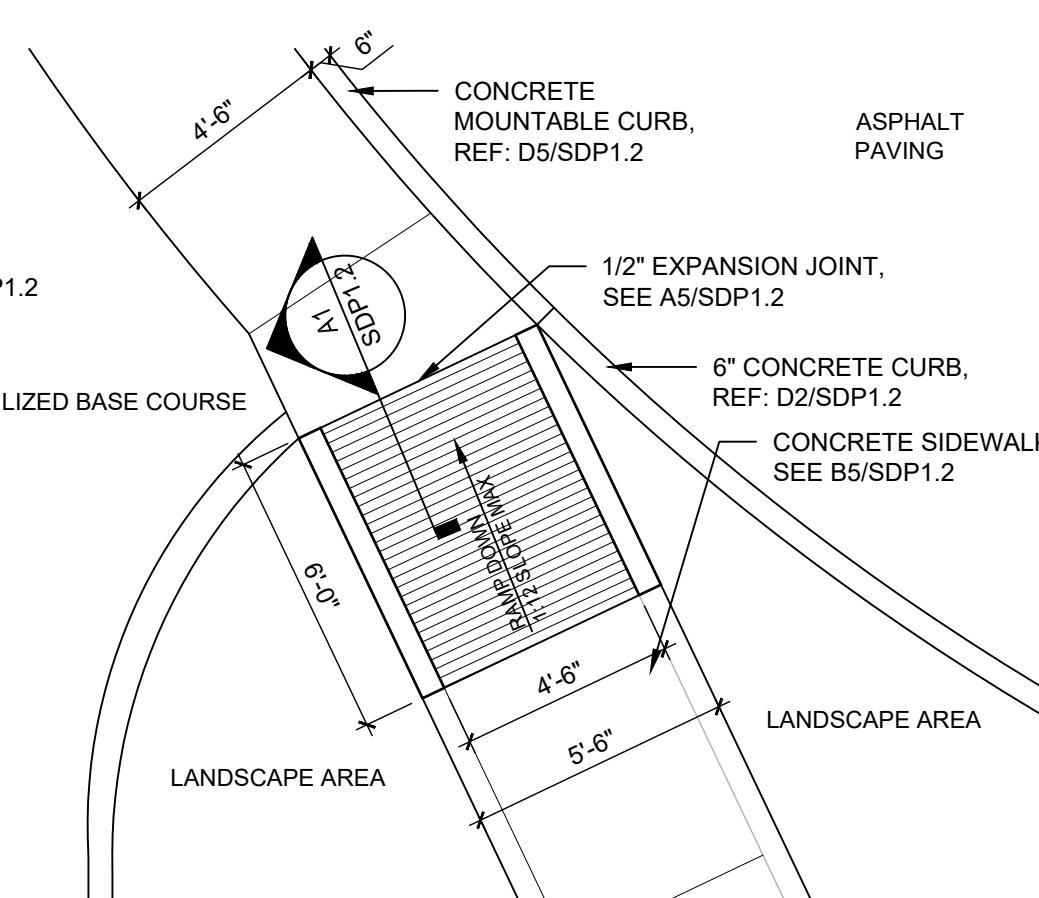 6"
4'-6"
CONCRETE
MOUNTABLE CURB,
REF: D5/SDP1.2
ASPHALT
PAVING
P1.2
A1
SDP1.2
1/2" EXPANSION JOINT,
SEE A5/SDP1.2
6" CONCRETE CURB,
REF: D2/SDP1.2
LIZED BASE COURSE
CONCRETE SIDEWALK
SEE B5/SDP1.2
RAMP DOWN
1:12 SLOPE MAX
6'-0"
4'-6"
5'-6"
LANDSCAPE AREA
LANDSCAPE AREA